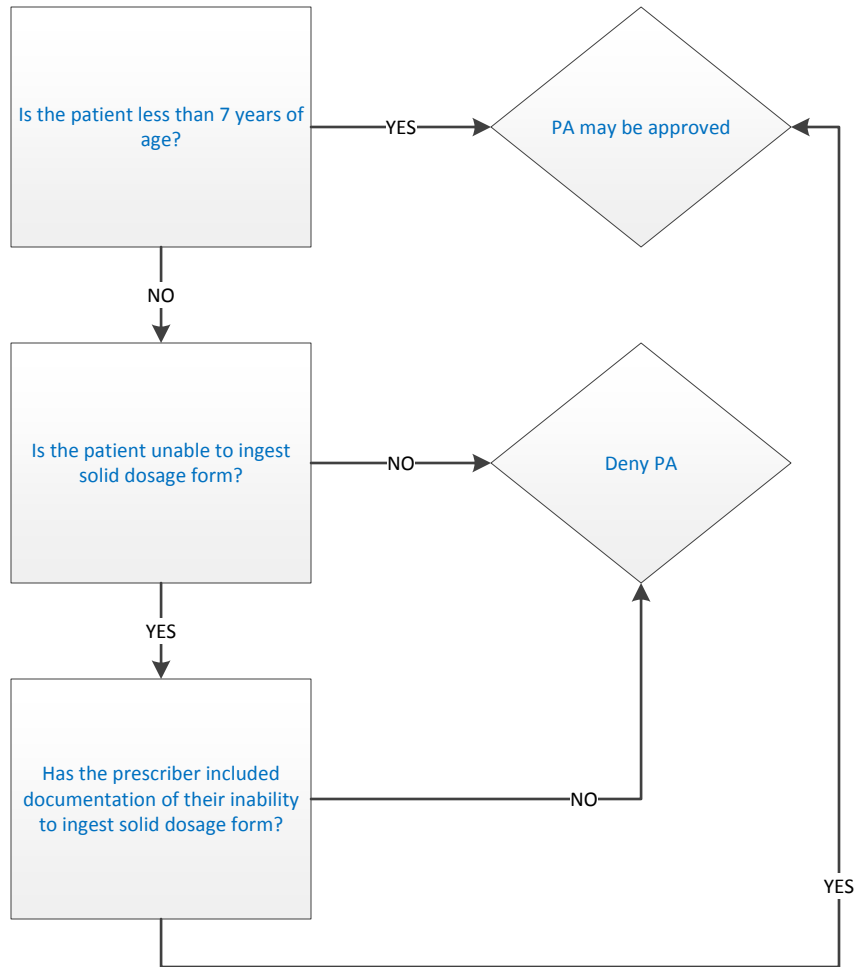 Is the patient less than 7 years of
age?
YES
PA may be approved
NO
Is the patient unable to ingest
solid dosage form?
NO
Deny PA
YES
Has the prescriber included
documentation of their inability
to ingest solid dosage form?
NO
YES